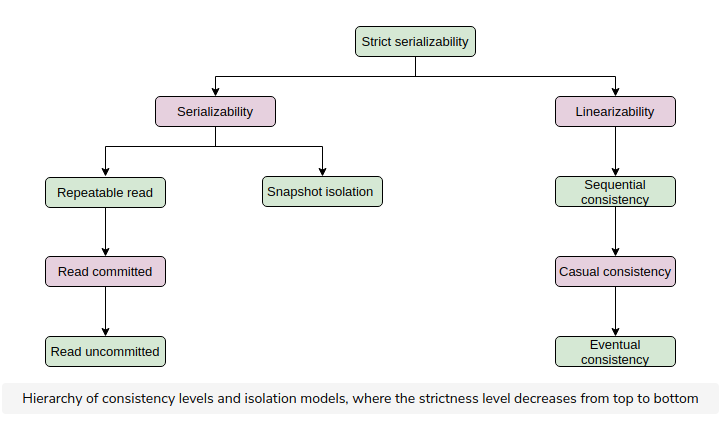 Strict serializability
Serializability
Linearizability
Repeatable read
Snapshot isolation
Sequential
consistency
Read committed
Casual consistency
Read uncommitted
Eventual
consistency
Hierarchy of consistency levels and isolation models, where the strictness level decreases from top to bottom